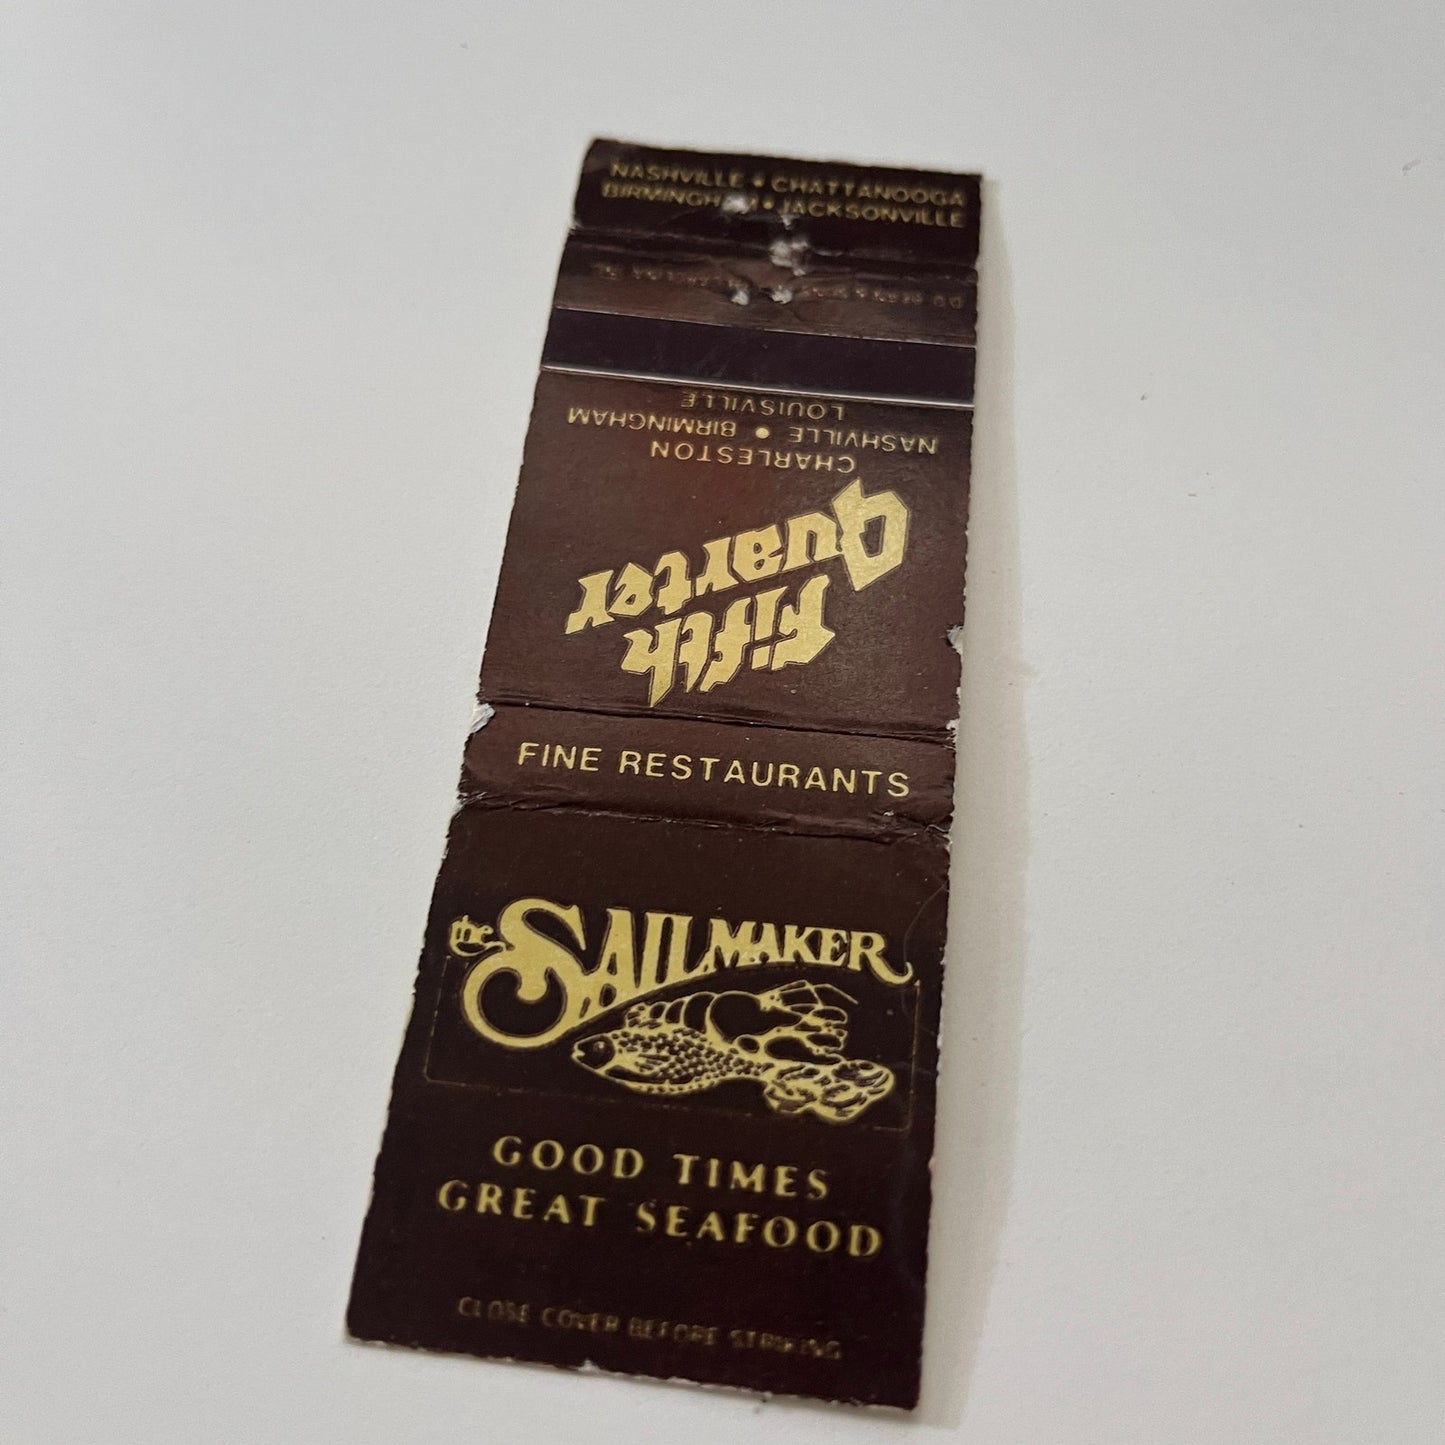 NASHVILLE • CHATTANOOGA
BIRMINGHAM • JACKSONVILLE
Fifth
Quarter
CHARLESTON
NASHVILLE • BIRMINGHAM
LOUISVILLE
FINE RESTAURANTS
the SAILMAKER
GOOD TIMES
GREAT SEAFOOD
CLOSE COVER BEFORE STRIKING